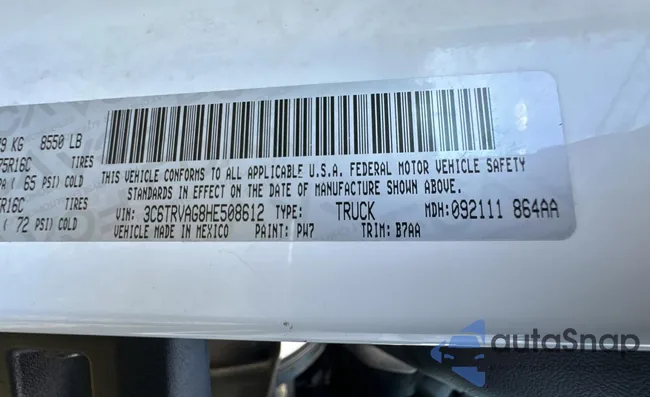 9 KG 8550 LB
75R16C TIRES
PA ( 65 PSI) COLD
R16C TIRES
( 72 PSI) COLD
THIS VEHICLE CONFORMS TO ALL APPLICABLE U.S.A. FEDERAL MOTOR VEHICLE SAFETY
STANDARDS IN EFFECT ON THE DATE OF MANUFACTURE SHOWN ABOVE.
VIN: 3C6TRVAG8HE508612 TYPE: TRUCK MDH: 092111 864AA
VEHICLE MADE IN MEXICO PAINT: PW7 TRIM: B7AA
autoSnap